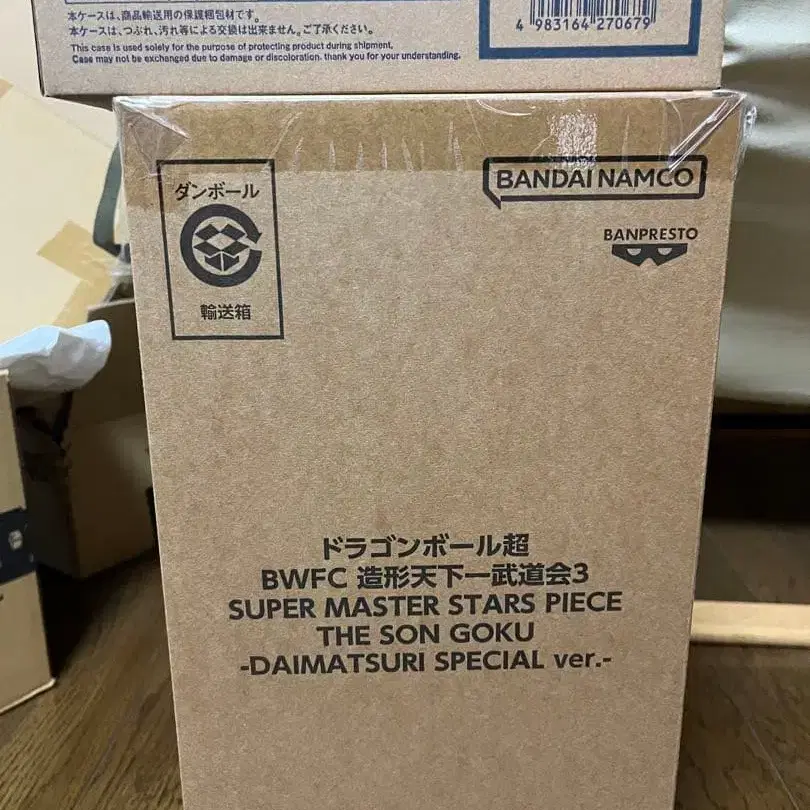 本ケースは、商品輸送用の保護梱包材です。
本ケースは、つぶれ、汚れ等による交換は出来ません。ご了承ください。
This case is used solely for the purpose of protecting product during shipment.
Case may not be exchanged due to damage or discoloration. thank you for your understanding.
4 983164 270679
ダンボール
輸送箱
BANDAI NAMCO
BANPRESTO
ドラゴンボール超
BWFC 造形天下一武道会3
SUPER MASTER STARS PIECE
THE SON GOKU
-DAIMATSURI SPECIAL ver.-